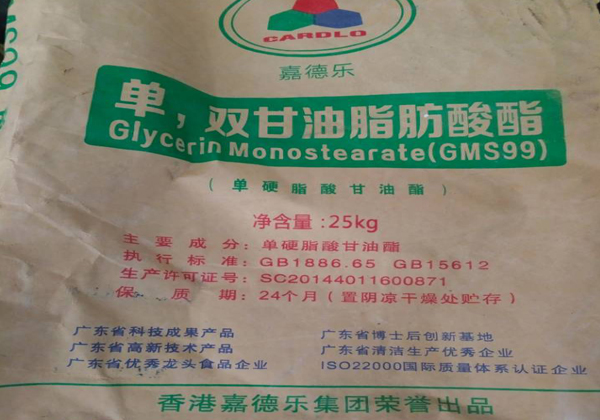 CARDLO
嘉德乐
单，双甘油脂肪酸酯
Glycerin Monostearate(GMS99)
(单硬脂酸甘油酯)
净含量:25kg
主要成分:单硬脂酸甘油酯
执行标准:GB1886.65 GB15612
生产许可证号:SC20144011600871
保质期:24个月(置阴凉干燥处贮存)
广东省科技成果产品
广东省高新技术产品
广东省优秀龙头食品企业
广东省博士后创新基地
广东省清洁生产优秀企业
ISO22000国际质量体系认证企业
香港嘉德乐集团荣誉出品